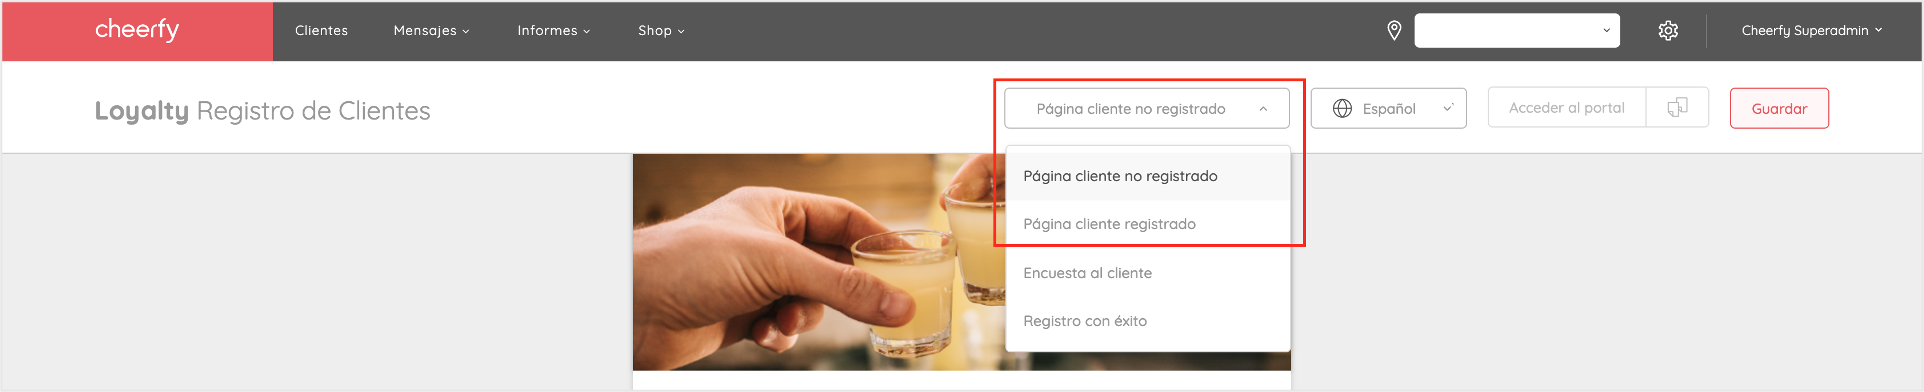 cheerfy
Clientes
Mensajes
Informes
Shop
Cheerfy Superadmin
Loyalty Registro de Clientes
Página cliente no registrado
Español
Acceder al portal
Guardar
Página cliente no registrado
Página cliente registrado
Encuesta al cliente
Registro con éxito